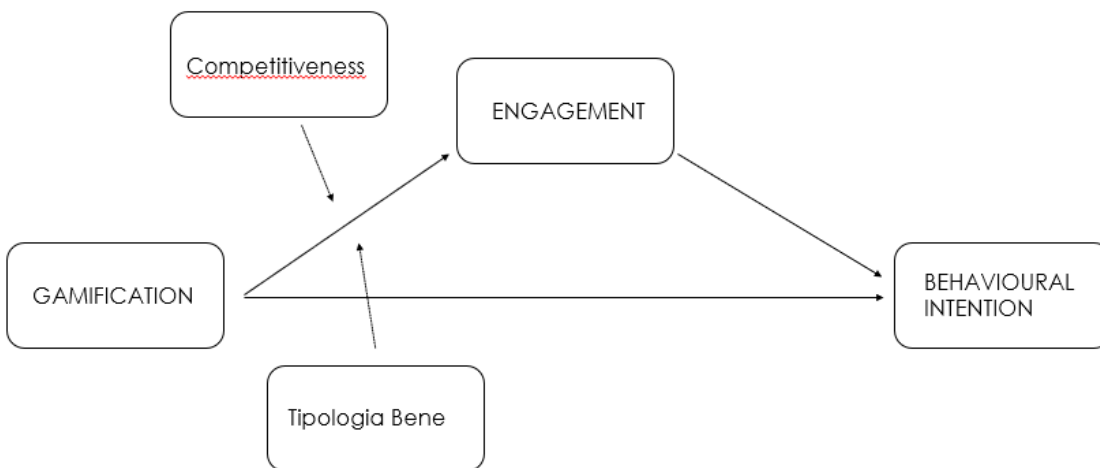 Competitiveness
ENGAGEMENT
GAMIFICATION
BEHAVIOURAL
INTENTION
Tipologia Bene